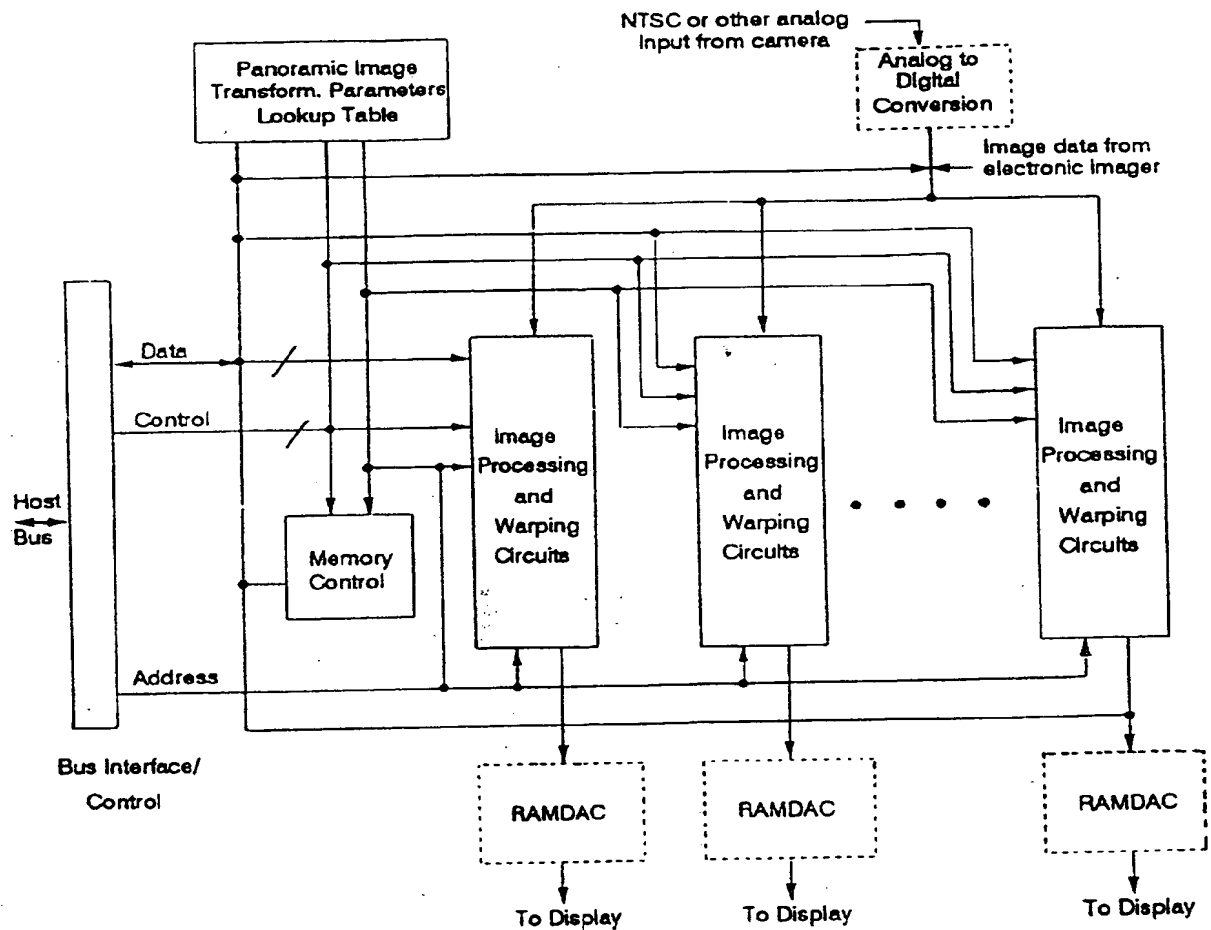 NTSC or other analog
Input from camera
Panoramic Image
Transform. Parameters
Lookup Table
Analog to
Digital
Conversion
Image data from
electronic imager
Data
Control
Host
Bus
Memory
Control
Image
Processing
and
Warping
Circuits
Image
Processing
and
Warping
Circuits
Image
Processing
and
Warping
Circuits
Address
Bus Interface/
Control
RAMDAC
RAMDAC
RAMDAC
To Display
To Display
To Display